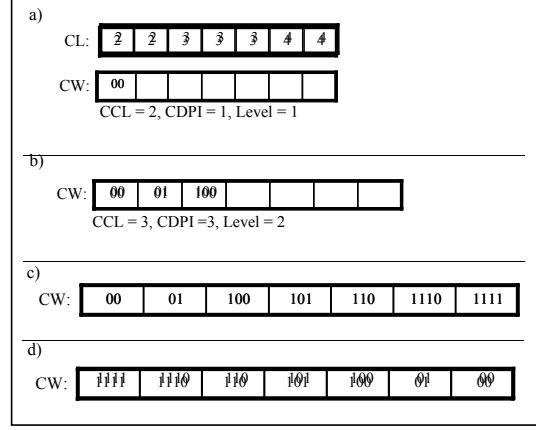 a)
CL: 2 2 3 3 3 4 4
CW: 00
CCL = 2, CDPI = 1, Level = 1
b)
CW: 00 01 100
CCL = 3, CDPI =3, Level = 2
c)
CW: 00 01 100 101 110 1110 1111
d)
CW: 1111 1110 110 101 100 01 00